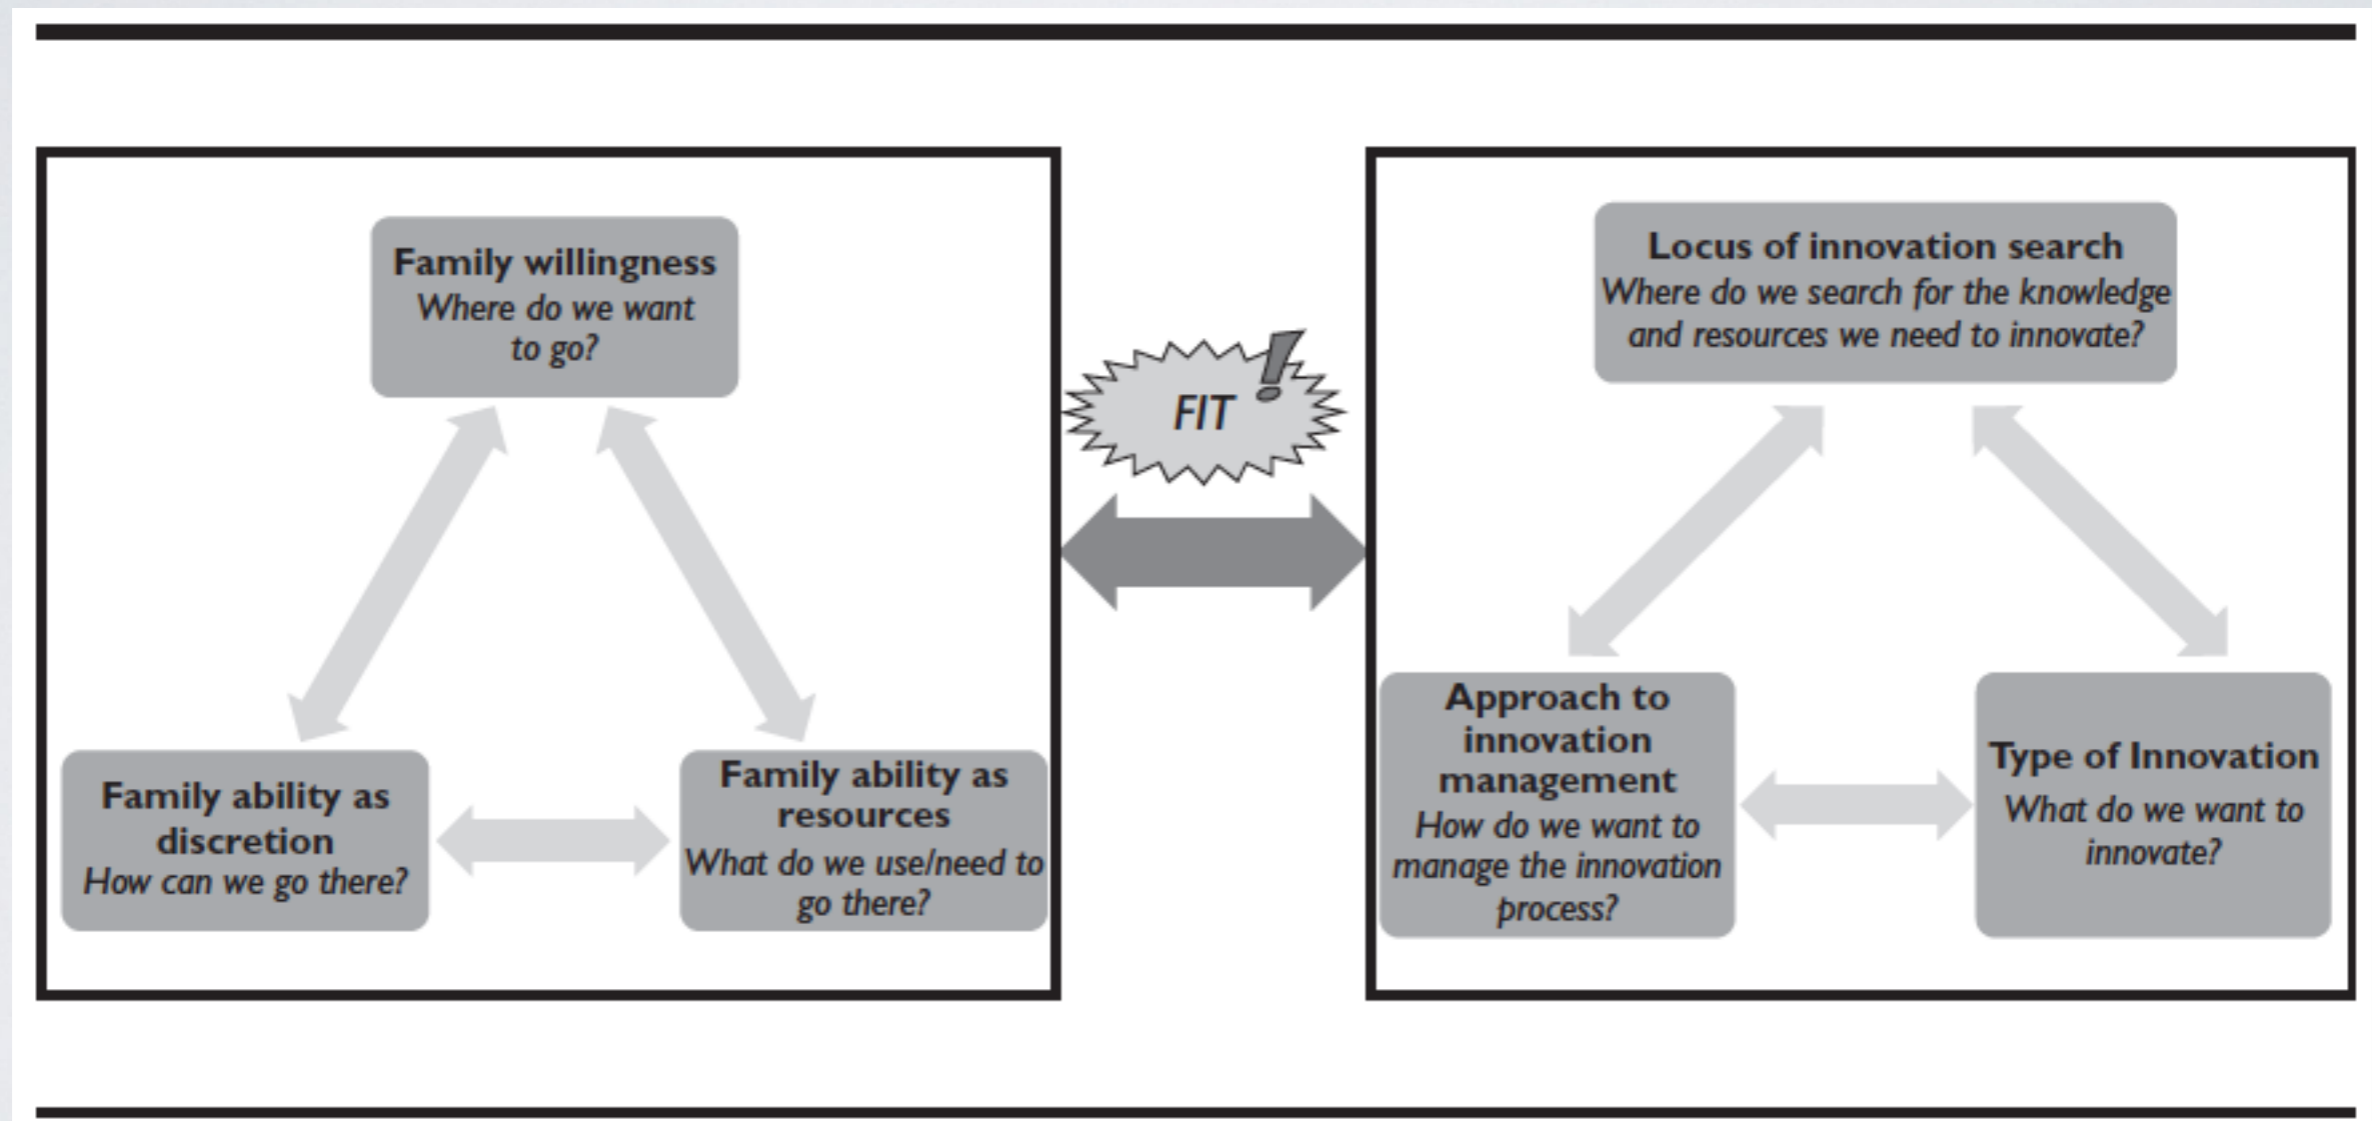 Family willingness
Where do we want
to go?
Family ability as
discretion
How can we go there?
Family ability as
resources
What do we use/need to
go there?
FIT !
Locus of innovation search
Where do we search for the knowledge
and resources we need to innovate?
Approach to
innovation
management
How do we want to
manage the innovation
process?
Type of Innovation
What do we want to
innovate?